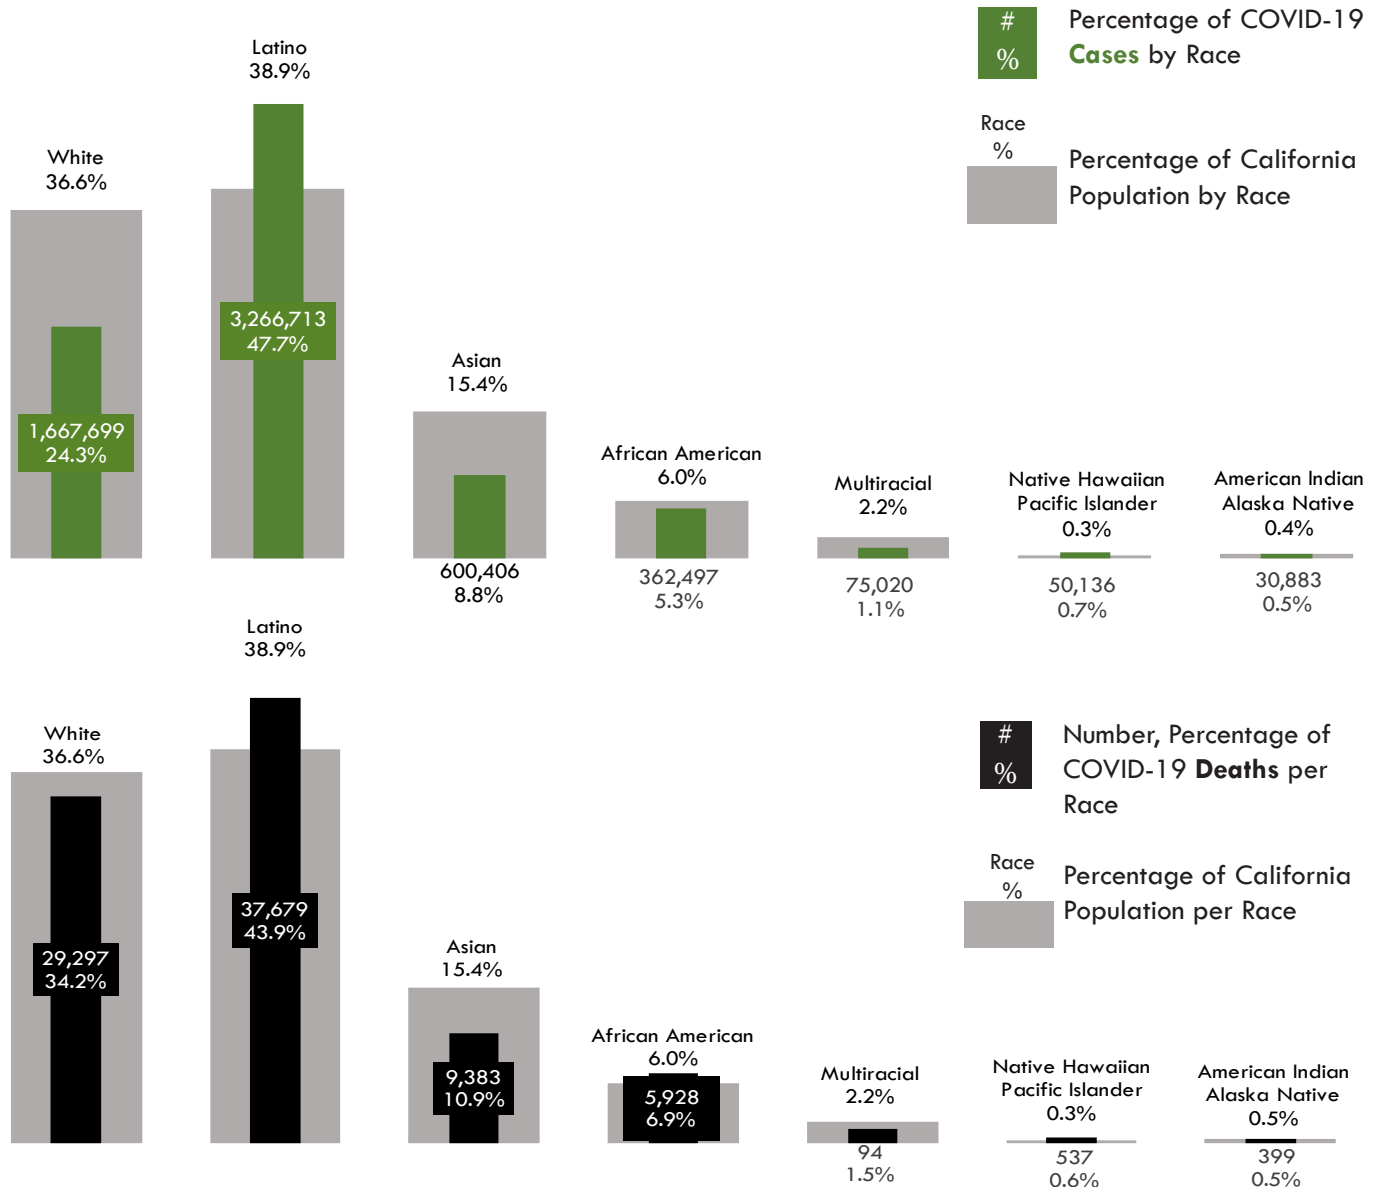 Latino
38.9%
White
36.6%
3,266,713
47.7%
1,667,699
24.3%
Asian
15.4%
600,406
8.8%
African American
6.0%
362,497
5.3%
Multiracial
2.2%
75,020
1.1%
Native Hawaiian
Pacific Islander
0.3%
50,136
0.7%
American Indian
Alaska Native
0.4%
30,883
0.5%
#
%
Percentage of COVID-19
Cases by Race
Race
%
Percentage of California
Population by Race
Latino
38.9%
White
36.6%
37,679
43.9%
29,297
34.2%
Asian
15.4%
9,383
10.9%
African American
6.0%
5,928
6.9%
Multiracial
2.2%
94
1.5%
Native Hawaiian
Pacific Islander
0.3%
537
0.6%
American Indian
Alaska Native
0.5%
399
0.5%
#
%
Number, Percentage of
COVID-19 Deaths per
Race
Race
%
Percentage of California
Population per Race